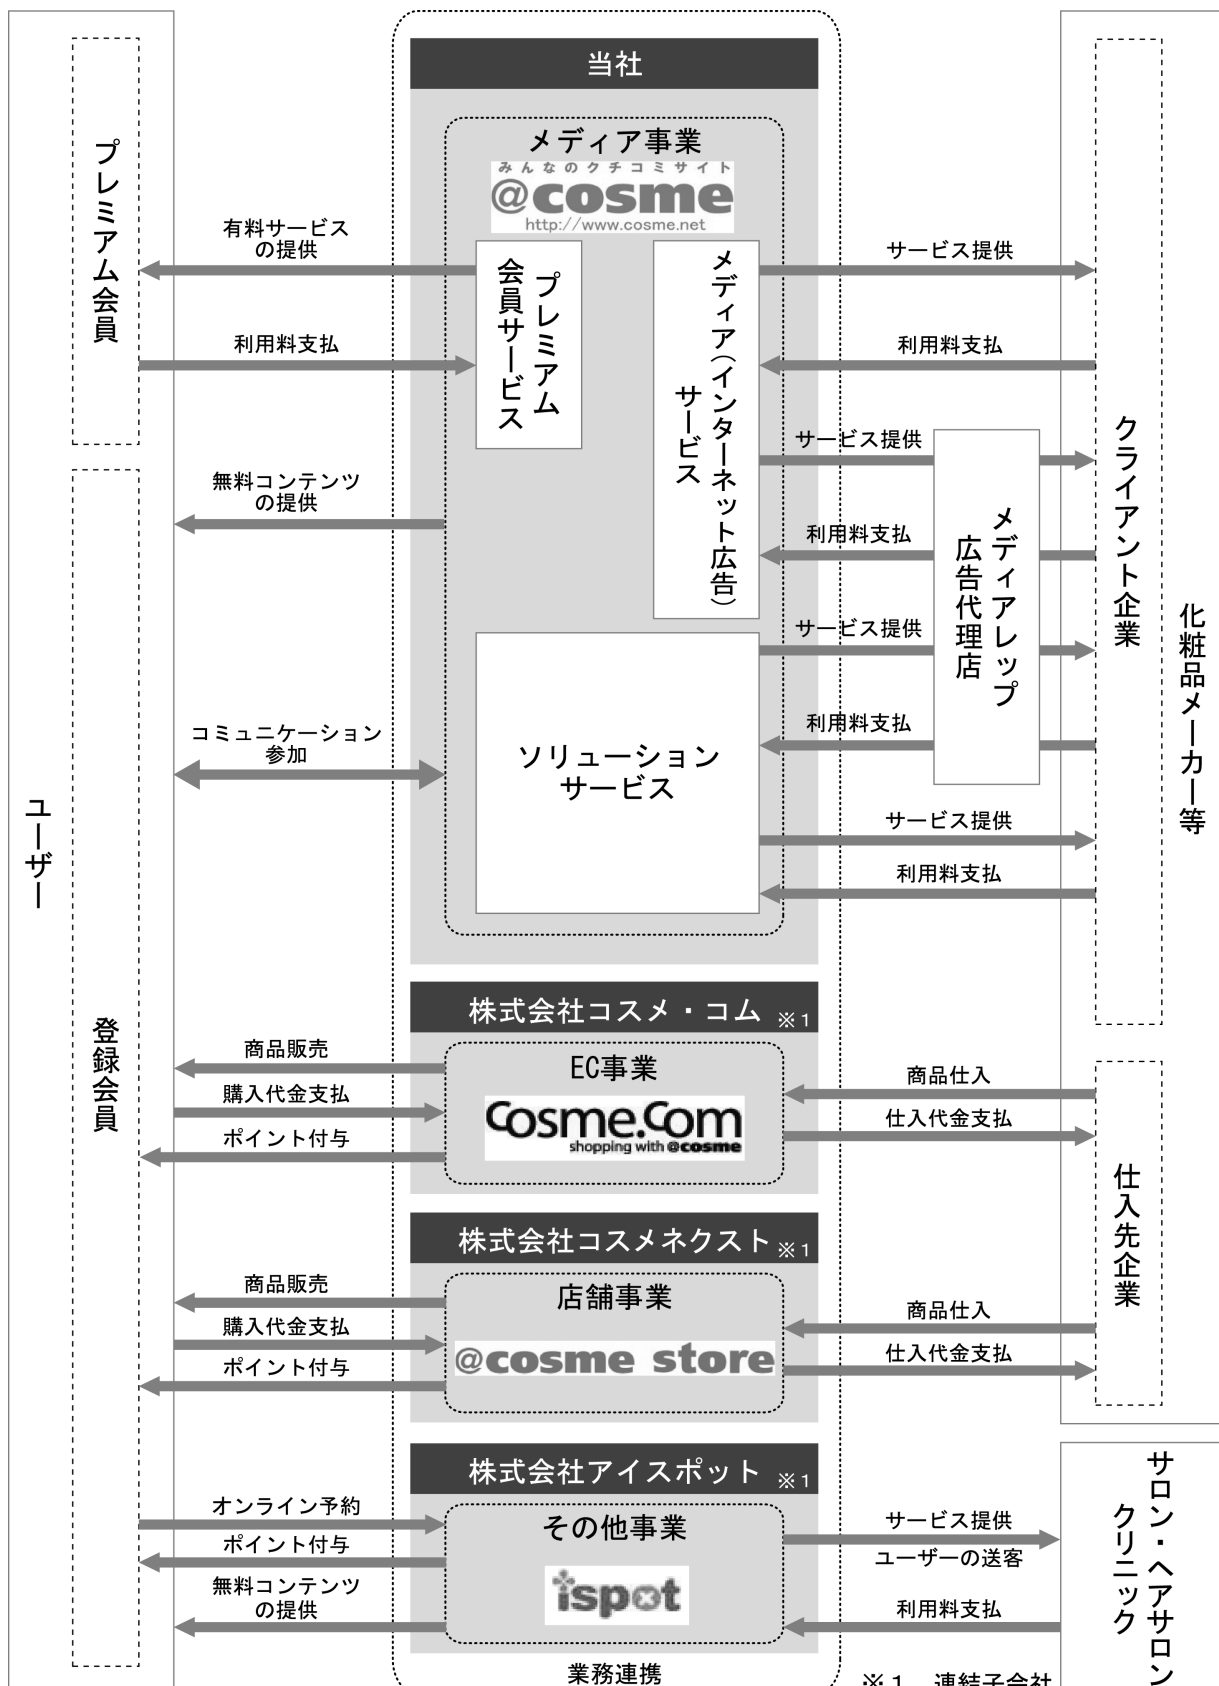 当社
メディア事業
みんなのクチコミサイト
@cosme
http://www.cosme.net
プレミアム会員
有料サービス
の提供
利用料支払
プレミアム
会員サービス
メディア(インターネット広告)
サービス
サービス提供
利用料支払
サービス提供
利用料支払
サービス提供
利用料支払
サービス提供
利用料支払
メディアレップ
広告代理店
クライアント企業
化粧品メーカー等
無料コンテンツ
の提供
コミュニケーション
参加
ソリューション
サービス
ユーザー
登録会員
株式会社コスメ・コム ※1
EC事業
Cosme.Com
shopping with @cosme
商品販売
購入代金支払
ポイント付与
商品仕入
仕入代金支払
仕入先企業
株式会社コスメネクスト ※1
店舗事業
@cosme store
商品販売
購入代金支払
ポイント付与
商品仕入
仕入代金支払
株式会社アイスポット ※1
その他事業
ispot
オンライン予約
ポイント付与
無料コンテンツ
の提供
サービス提供
ユーザーの送客
利用料支払
サロン・ヘアサロン
クリニック
業務連携
※1 連結子会社